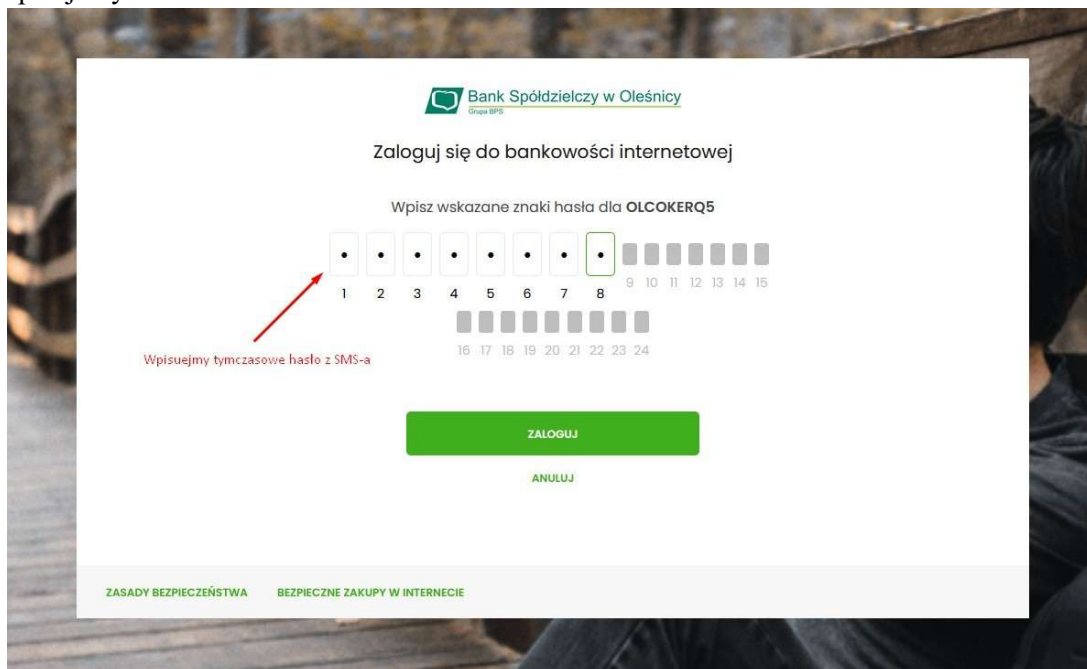 Bank Spółdzielczy w Oleśnicy
Grupa BPS
Zaloguj się do bankowości internetowej
Wpisz wskazane znaki hasła dla OLCOKERQ5
1 2 3 4 5 6 7 8 9 10 11 12 13 14 15
16 17 18 19 20 21 22 23 24
Wpisuejmy tymczasowe hasło z SMS-a
ZALOGUJ
ANULUJ
ZASADY BEZPIECZEŃSTWA BEZPIECZNE ZAKUPY W INTERNECIE